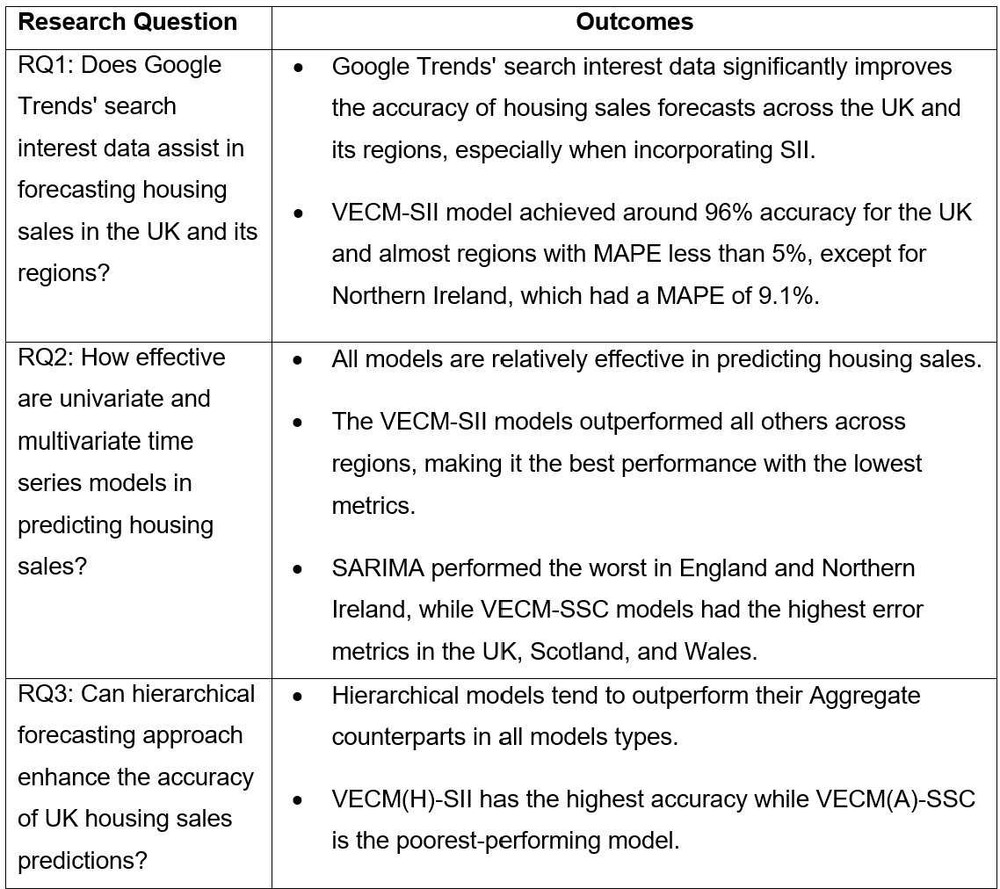 Research Question
Outcomes
RQ1: Does Google
Trends' search
interest data assist in
forecasting housing
sales in the UK and its
regions?
• Google Trends' search interest data significantly improves
the accuracy of housing sales forecasts across the UK and
its regions, especially when incorporating SII.
• VECM-SII model achieved around 96% accuracy for the UK
and almost regions with MAPE less than 5%, except for
Northern Ireland, which had a MAPE of 9.1%.
RQ2: How effective
are univariate and
multivariate time
series models in
predicting housing
sales?
• All models are relatively effective in predicting housing sales.
• The VECM-SII models outperformed all others across
regions, making it the best performance with the lowest
metrics.
• SARIMA performed the worst in England and Northern
Ireland, while VECM-SSC models had the highest error
metrics in the UK, Scotland, and Wales.
RQ3: Can hierarchical
forecasting approach
enhance the accuracy
of UK housing sales
predictions?
• Hierarchical models tend to outperform their Aggregate
counterparts in all models types.
• VECM(H)-SII has the highest accuracy while VECM(A)-SSC
is the poorest-performing model.